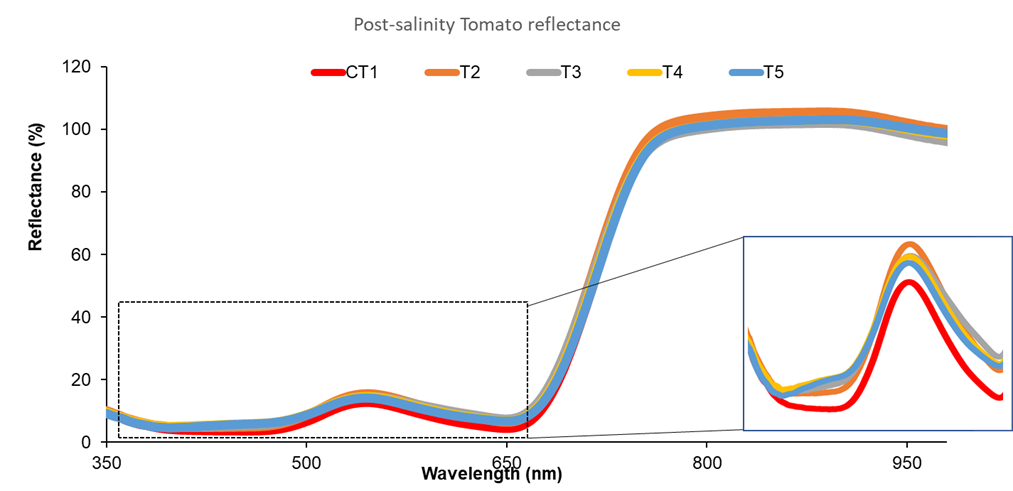 Post-salinity Tomato reflectance
CT1 T2 T3 T4 T5
Reflectance (%)
120
100
80
60
40
20
0
350 500 650 800 950
Wavelength (nm)